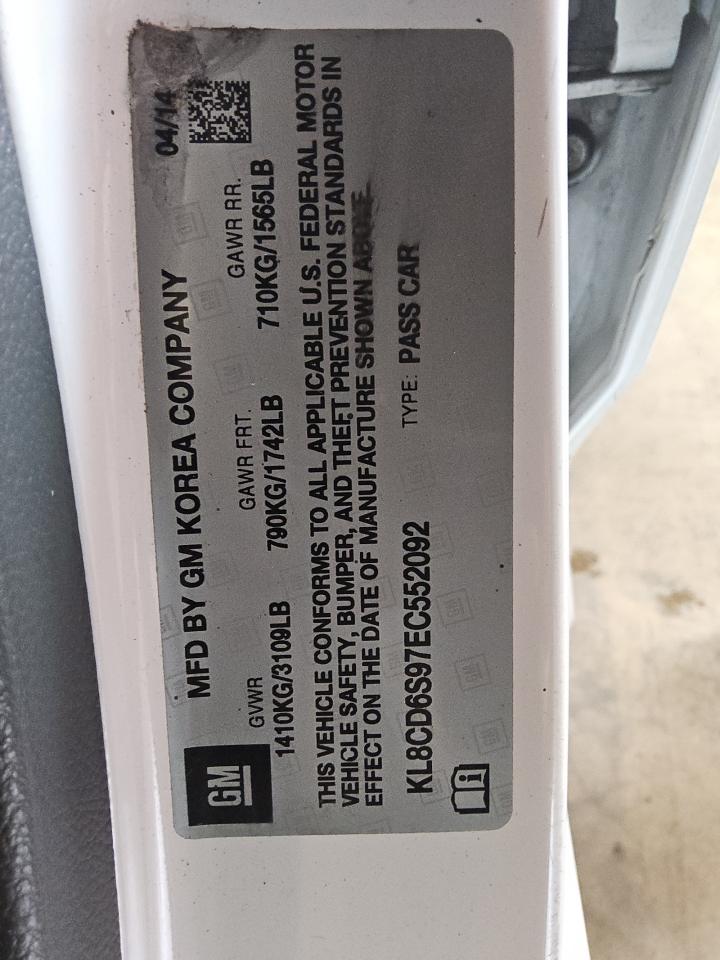 GM
MFD BY GM KOREA COMPANY
04/14
GVWR
GAWR FRT.
GAWR RR.
1410KG/3109LB
790KG/1742LB
710KG/1565LB
THIS VEHICLE CONFORMS TO ALL APPLICABLE U.S. FEDERAL MOTOR
VEHICLE SAFETY, BUMPER, AND THEFT PREVENTION STANDARDS IN
EFFECT ON THE DATE OF MANUFACTURE SHOWN ABOVE.
KL8CD6S97EC552092
TYPE: PASS CAR